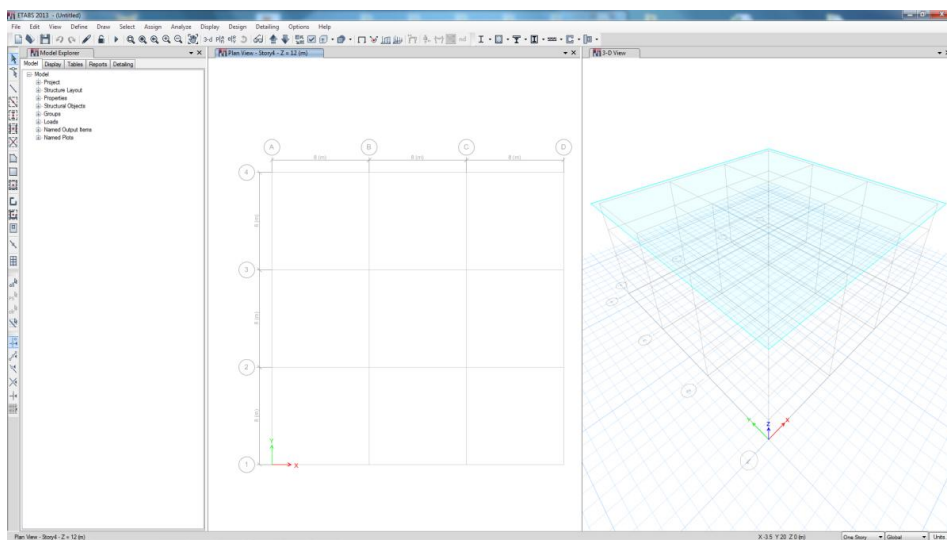 ETABS 2013 - (Untitled)
File Edit View Define Draw Select Assign Analyze Display Design Detailing Options Help
Model Explorer
Model Display Tables Reports Detailing
Model
Project
Structure Layout
Properties
Structural Objects
Groups
Loads
Named Output Items
Named Plots
Plan View - Story4 - Z = 12 (m)
A B C D
8 (m) 8 (m) 8 (m)
4
8 (m)
3
8 (m)
2
8 (m)
1
Y
X
3-D View
Z
X
Plan View - Story4 - Z = 12 (m)
X -3.5 Y 20 Z 0 (m)
One Story
Global
Units